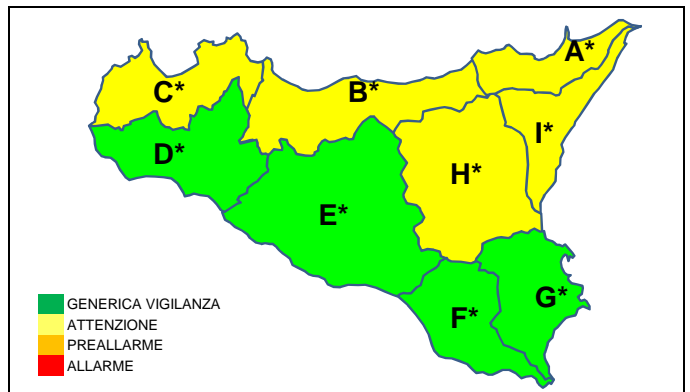 A*
C*
B*
I*
D*
H*
E*
G*
F*
GENERICA VIGILANZA
ATTENZIONE
PREALLARME
ALLARME